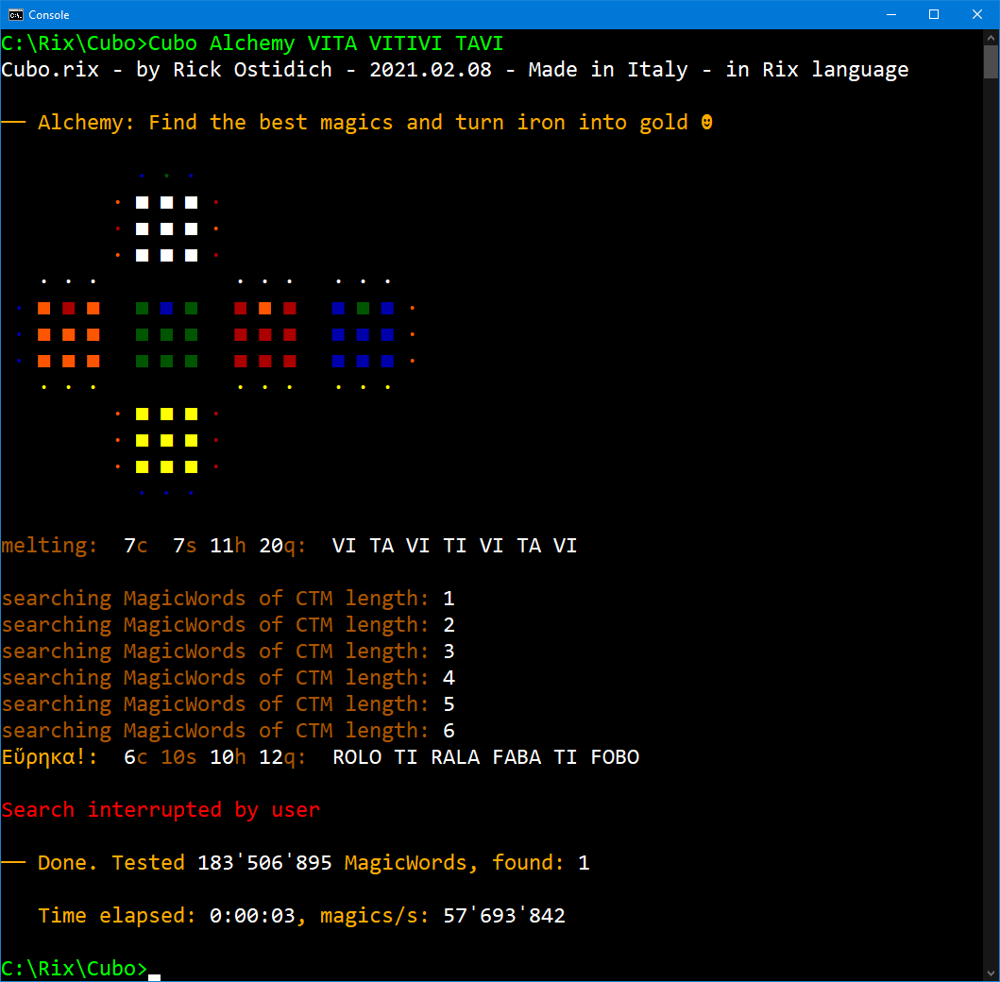 Console
C:\Rix\Cubo>Cubo Alchemy VITA VITIVI TAVI
Cubo.rix - by Rick Ostidich - 2021.02.08 - Made in Italy - in Rix language
── Alchemy: Find the best magics and turn iron into gold ☻
melting:  7c  7s 11h 20q:  VI TA VI TI VI TA VI
searching MagicWords of CTM length: 1
searching MagicWords of CTM length: 2
searching MagicWords of CTM length: 3
searching MagicWords of CTM length: 4
searching MagicWords of CTM length: 5
searching MagicWords of CTM length: 6
Εὕρηκα!:  6c 10s 10h 12q:  ROLO TI RALA FABA TI FOBO
Search interrupted by user
── Done. Tested 183'506'895 MagicWords, found: 1
Time elapsed: 0:00:03, magics/s: 57'693'842
C:\Rix\Cubo>